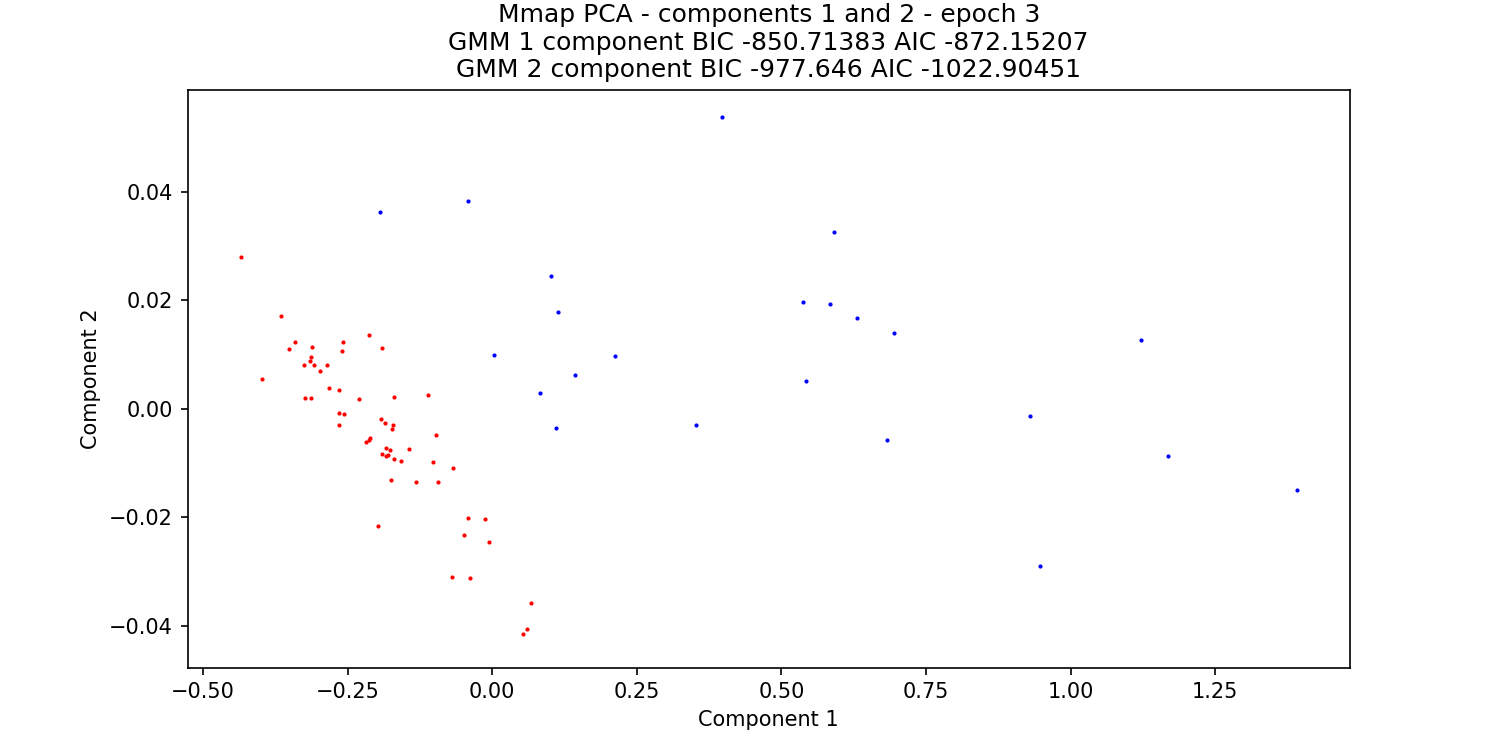 Mmap PCA - components 1 and 2 - epoch 3
GMM 1 component BIC -850.71383 AIC -872.15207
GMM 2 component BIC -977.646 AIC -1022.90451
0.04
0.02
0.00
−0.02
−0.04
Component 2
−0.50 −0.25 0.00 0.25 0.50 0.75 1.00 1.25
Component 1